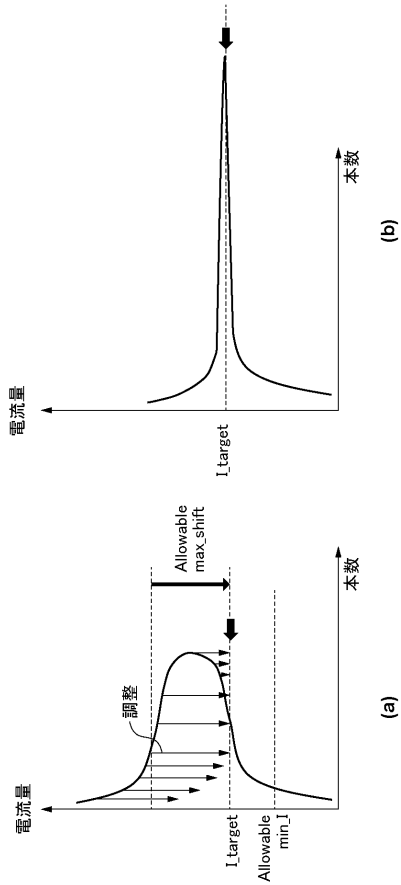 電流量
調整
Allowable
max_shift
I_target
Allowable
min_I
本数
(a)
電流量
I_target
本数
(b)